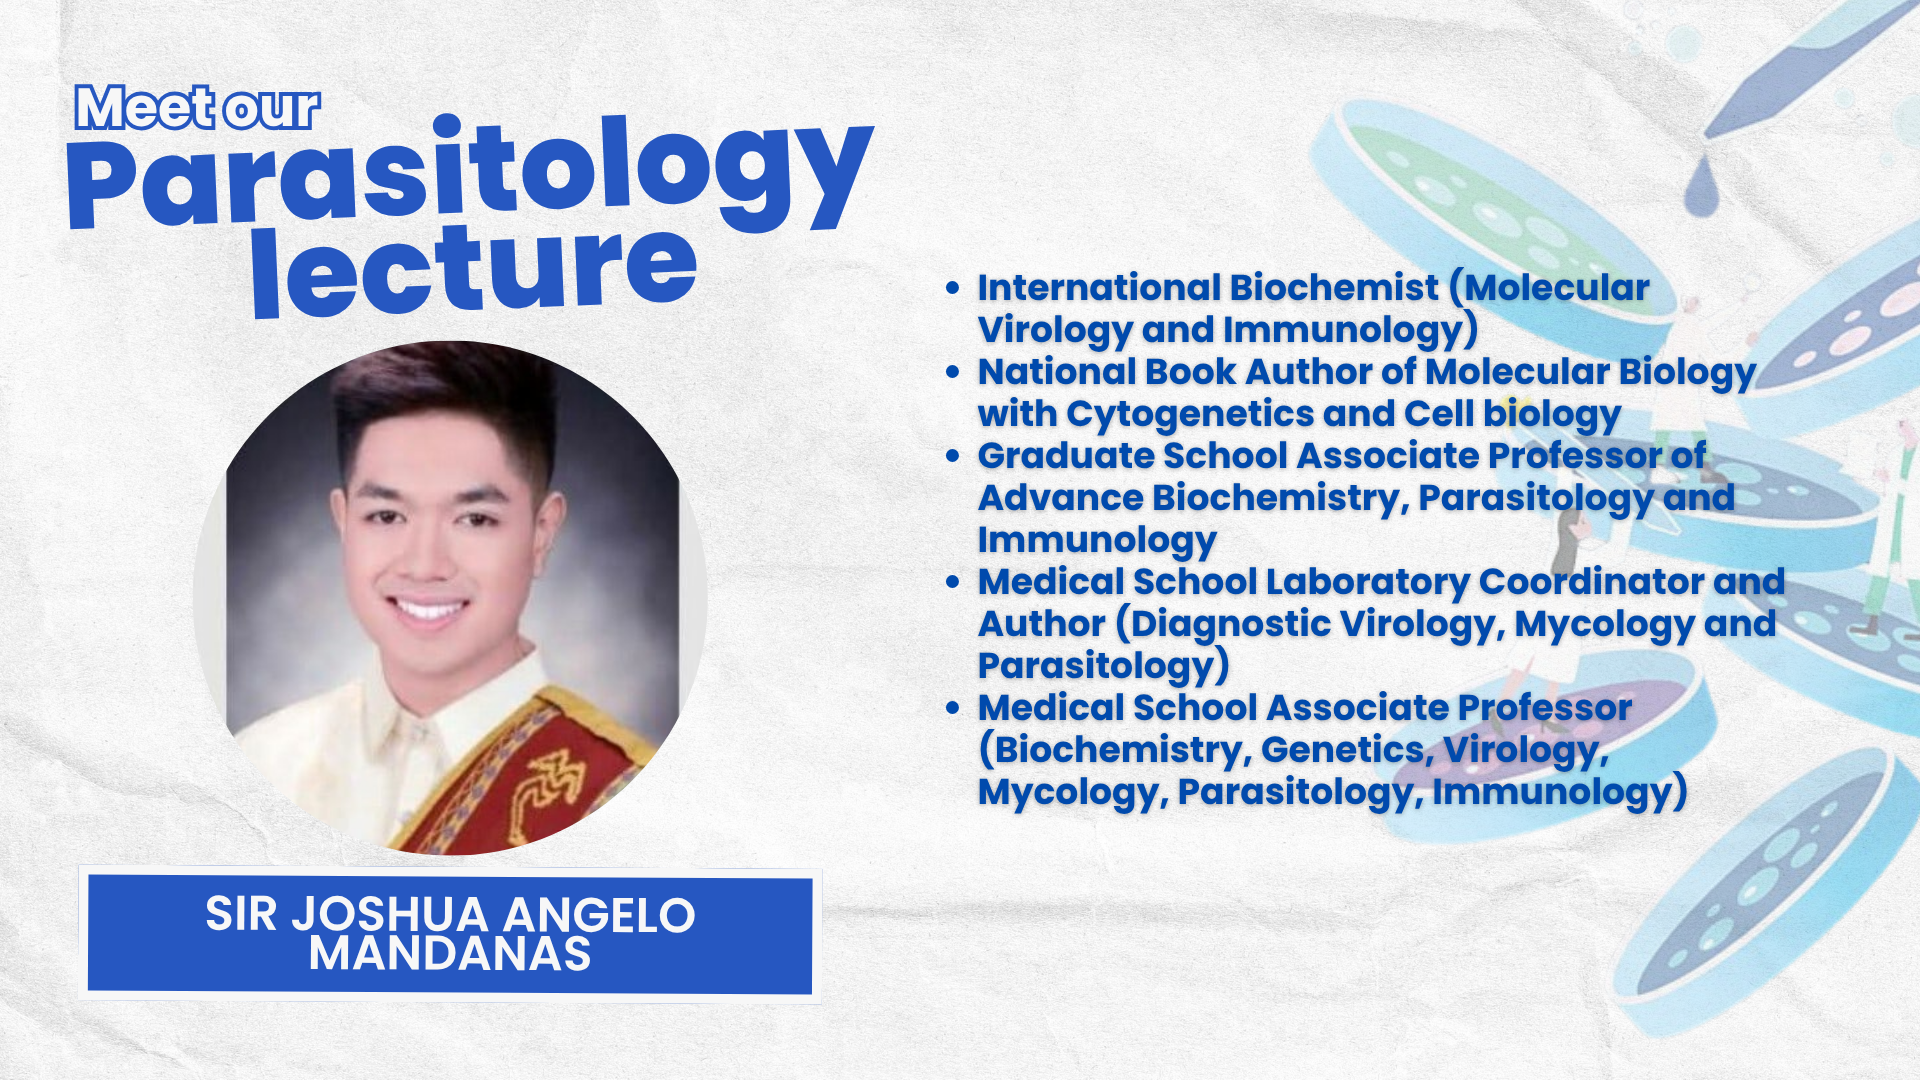 Meet our
Parasitology
lecture
International Biochemist (Molecular
Virology and Immunology)
National Book Author of Molecular Biology
with Cytogenetics and Cell biology
Graduate School Associate Professor of
Advance Biochemistry, Parasitology and
Immunology
Medical School Laboratory Coordinator and
Author (Diagnostic Virology, Mycology and
Parasitology)
Medical School Associate Professor
(Biochemistry, Genetics, Virology,
Mycology, Parasitology, Immunology)
SIR JOSHUA ANGELO
MANDANAS